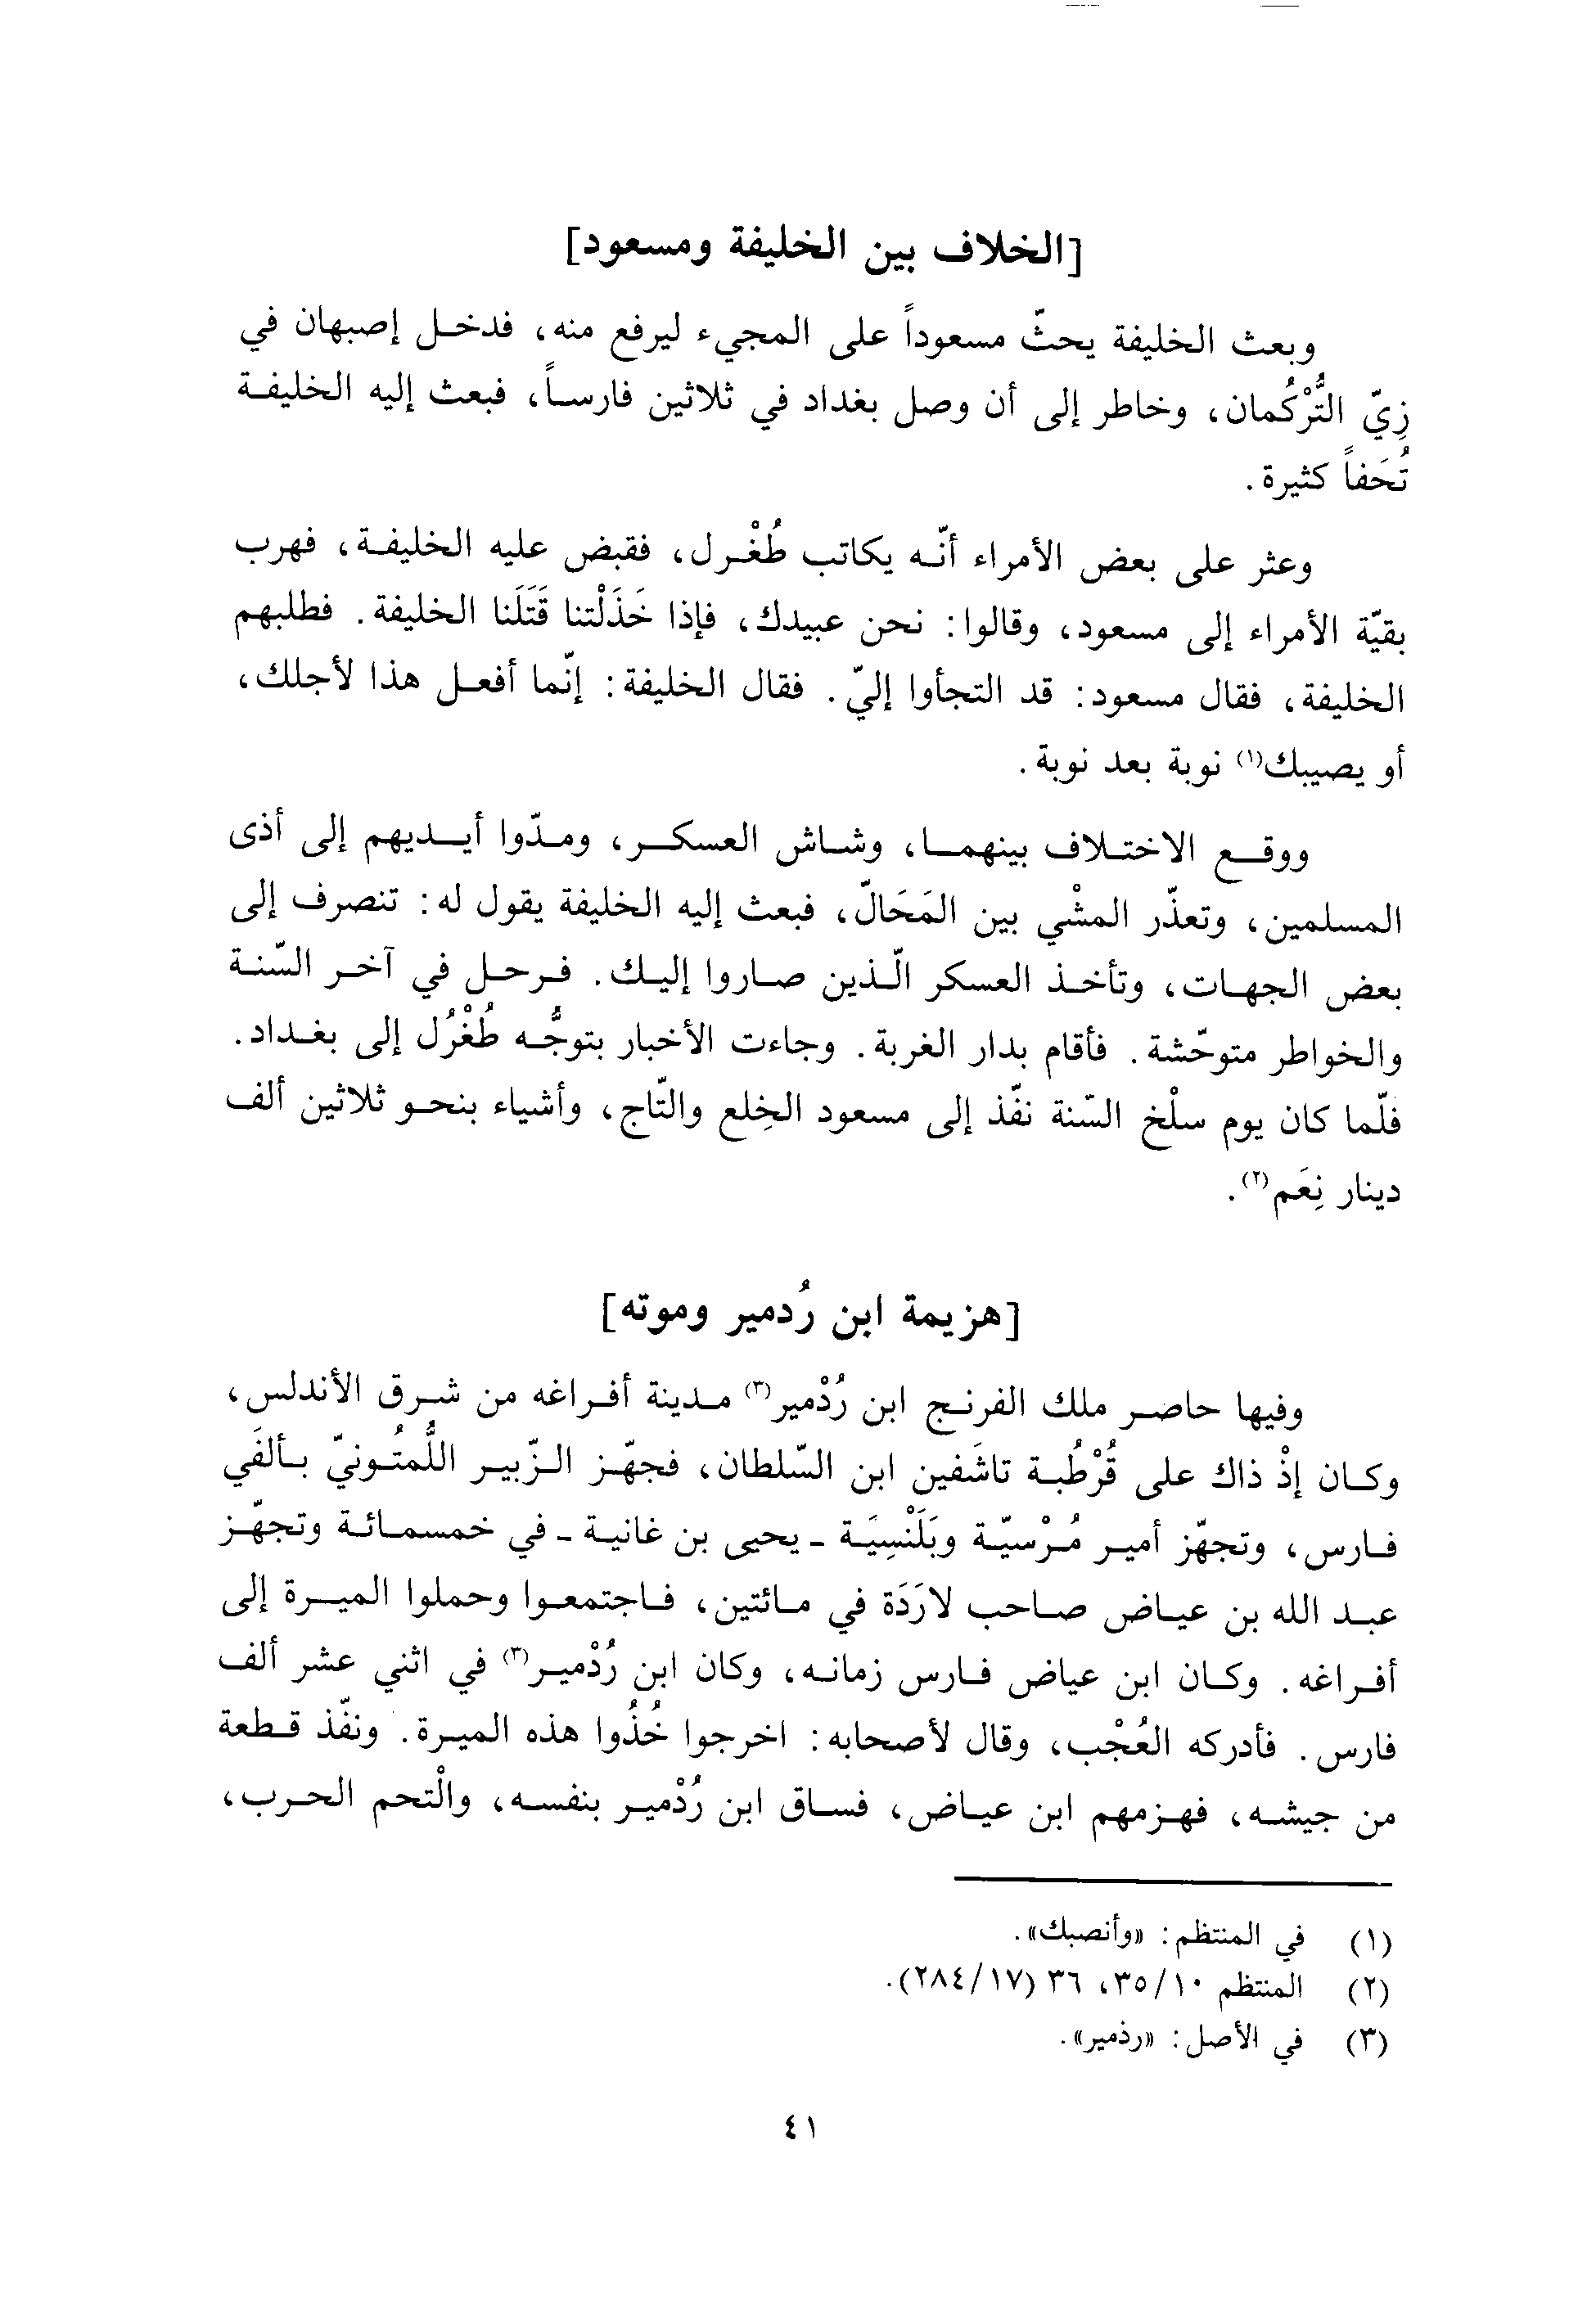 [الخلاف بين الخليفة ومسعود]
وبعث الخليفة يحثّ مسعوداً على المجيء ليرفع منه، فدخل إصبهان في
زِيّ التُّرْكُمان، وخاطر إلى أن وصل بغداد في ثلاثين فارساً، فبعث إليه الخليفة
تُحَفاً كثيرة.
وعثر على بعض الأمراء أنّه يكاتب طُغْرل، فقبض عليه الخليفة، فهرب
بقيّة الأمراء إلى مسعود، وقالوا: نحن عبيدك، فإذا خَذَلْتنا قَتَلَنا الخليفة. فطلبهم
الخليفة، فقال مسعود: قد التجأوا إليّ. فقال الخليفة: إنّما أفعل هذا لأجلك،
أو يصيبك(١) نوبة بعد نوبة.
ووقع الاختلاف بينهما، وشاش العسكر، ومدّوا أيديهم إلى أذى
المسلمين، وتعذّر المشْي بين المَحَالّ، فبعث إليه الخليفة يقول له: تنصرف إلى
بعض الجهات، وتأخذ العسكر الّذين صاروا إليك. فرحل في آخر السّنة
والخواطر متوحّشة. فأقام بدار الغربة. وجاءت الأخبار بتوجُّه طُغْرُل إلى بغداد.
فلّما كان يوم سلْخ السّنة نفّذ إلى مسعود الخِلع والتّاج، وأشياء بنحو ثلاثين ألف
دينار نِعَم(٢).
[هزيمة ابن رُدمير وموته]
وفيها حاصر ملك الفرنج ابن رُدْمير(٣) مدينة أفراغه من شرق الأندلس،
وكان إذْ ذاك على قُرْطُبة تاشَفين ابن السّلطان، فجهّز الزّبير اللُّمتُونيّ بألفَي
فارس، وتجهّز أمير مُرْسيّة وبَلَنْسِيَة ـ يحيى بن غانية ـ في خمسمائة وتجهّز
عبد الله بن عياض صاحب لارَدَة في مائتين، فاجتمعوا وحملوا الميرة إلى
أفراغه. وكان ابن عياض فارس زمانه، وكان ابن رُدْمير(٣) في اثني عشر ألف
فارس. فأدركه العُجْب، وقال لأصحابه: اخرجوا خُذُوا هذه الميرة. ونفّذ قطعة
من جيشه، فهزمهم ابن عياض، فساق ابن رُدْمير بنفسه، والْتحم الحرب،
(١) في المنتظم: «وأنصبك».
(٢) المنتظم ١٠/٣٥، ٣٦ (١٧/٢٨٤).
(٣) في الأصل: «رذمير».
٤١